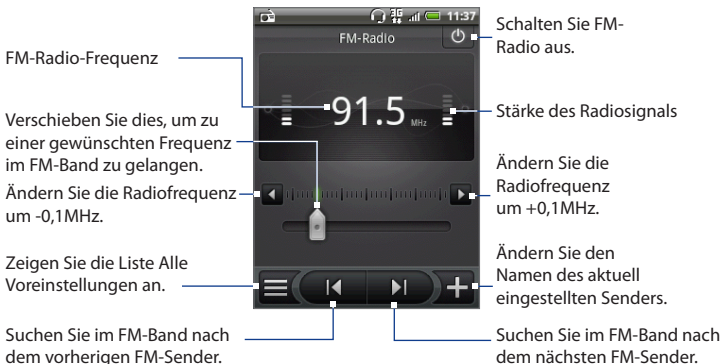 11:37
FM-Radio
Schalten Sie FM-
Radio aus.
FM-Radio-Frequenz
91.5 MHz
Stärke des Radiosignals
Verschieben Sie dies, um zu
einer gewünschten Frequenz
im FM-Band zu gelangen.
Ändern Sie die
Radiofrequenz
um +0,1MHz.
Ändern Sie die Radiofrequenz
um -0,1MHz.
Zeigen Sie die Liste Alle
Voreinstellungen an.
Ändern Sie den
Namen des aktuell
eingestellten Senders.
Suchen Sie im FM-Band nach
dem vorherigen FM-Sender.
Suchen Sie im FM-Band nach
dem nächsten FM-Sender.